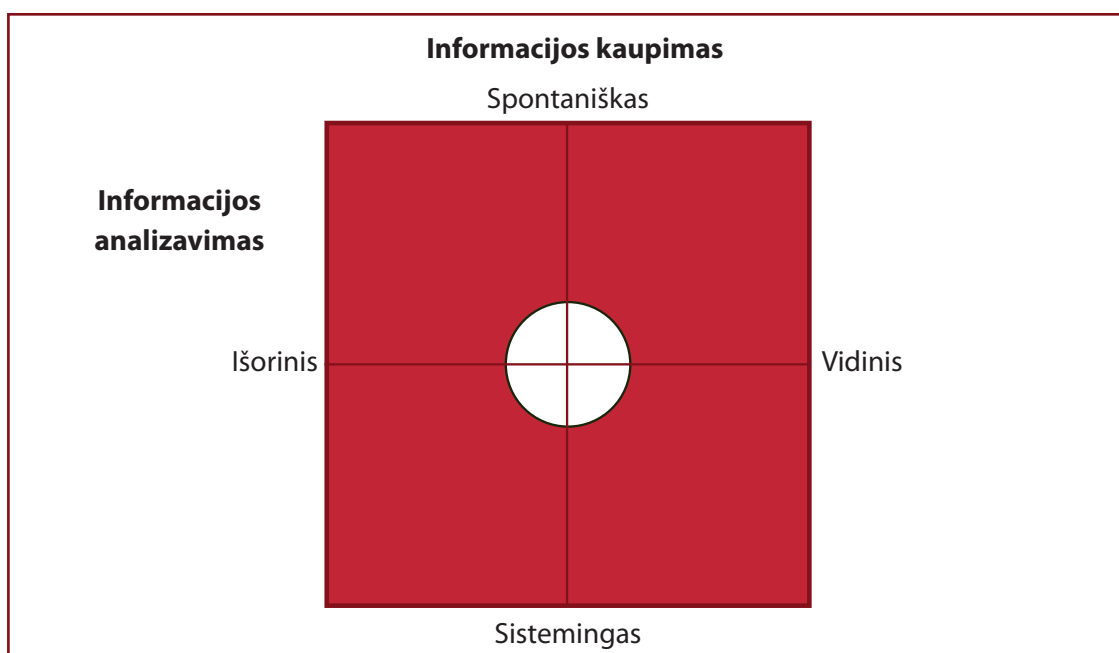 Informacijos kaupimas
Spontaniškas
Informacijos
analizavimas
Išorinis
Vidinis
Sistemingas